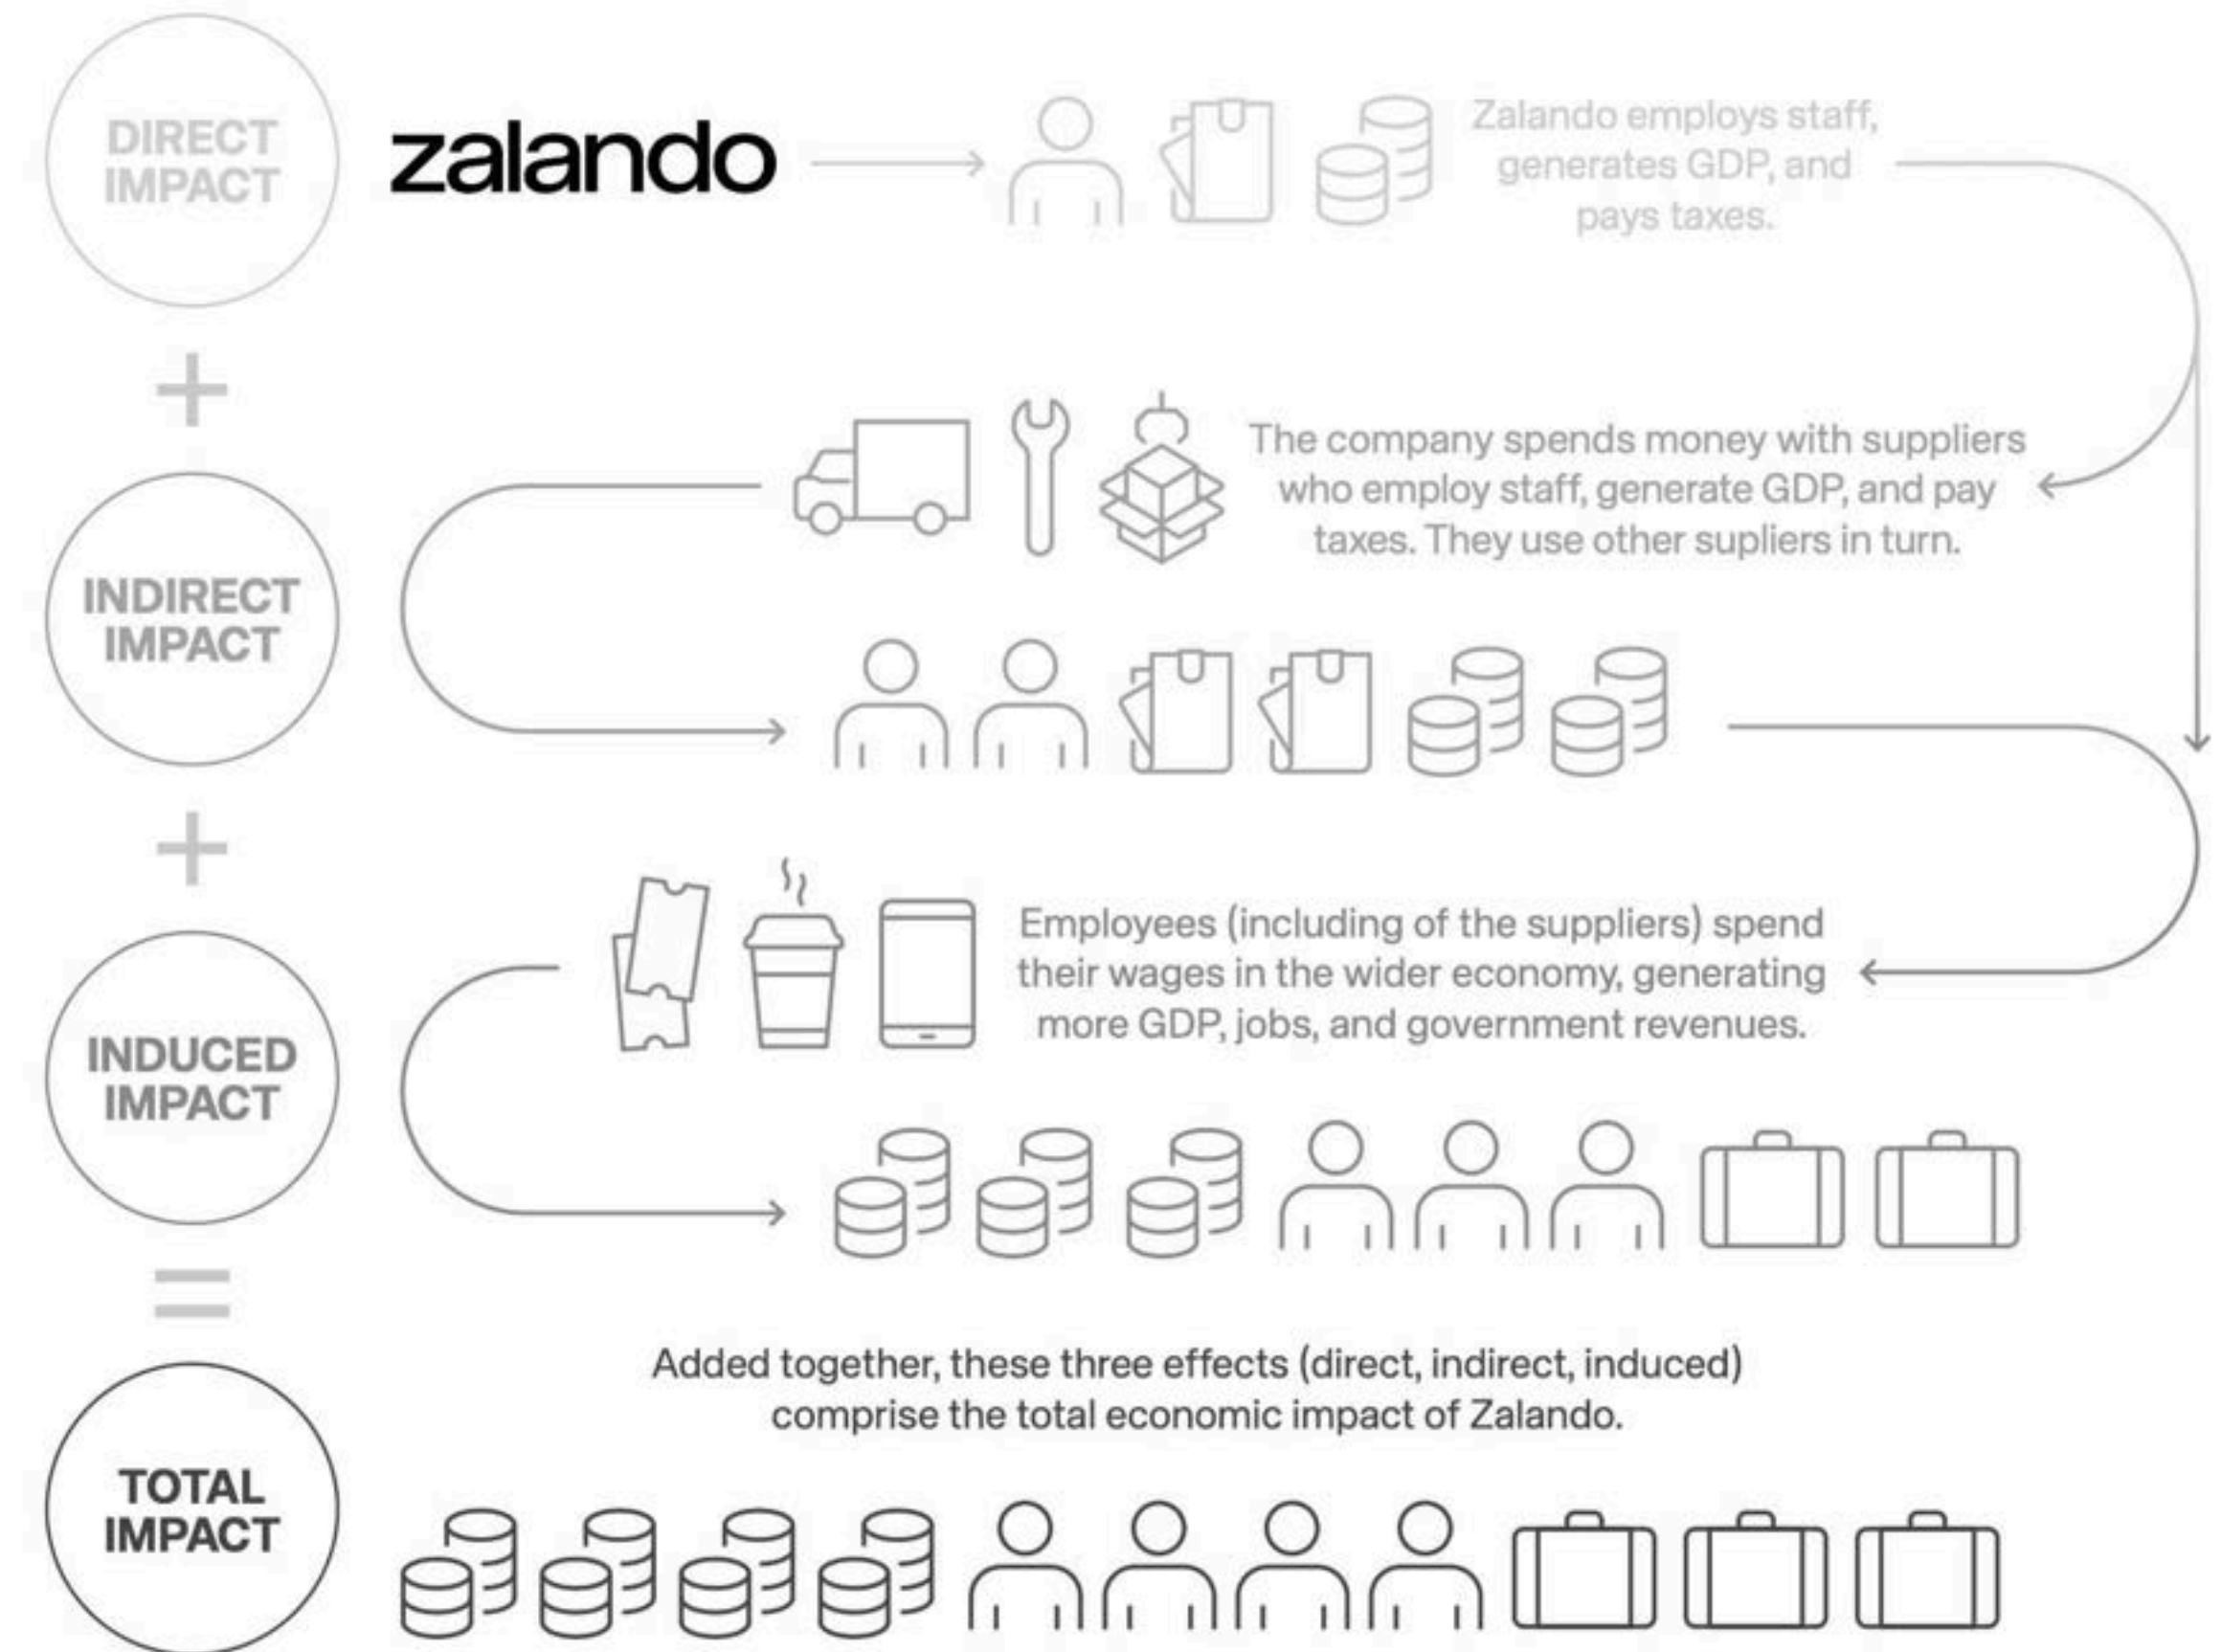 DIRECT
IMPACT
zalando
Zalando employs staff,
generates GDP, and
pays taxes.
+
The company spends money with suppliers
who employ staff, generate GDP, and pay
taxes. They use other supliers in turn.
INDIRECT
IMPACT
+
Employees (including of the suppliers) spend
their wages in the wider economy, generating
more GDP, jobs, and government revenues.
INDUCED
IMPACT
=
Added together, these three effects (direct, indirect, induced)
comprise the total economic impact of Zalando.
TOTAL
IMPACT